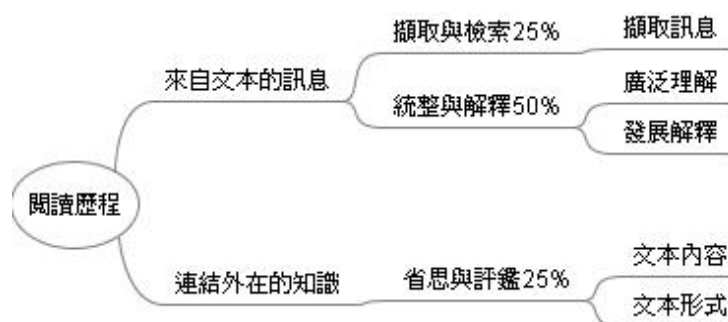 閱讀歷程
來自文本的訊息
擷取與檢索25%
擷取訊息
統整與解釋50%
廣泛理解
發展解釋
連結外在的知識
省思與評鑑25%
文本內容
文本形式